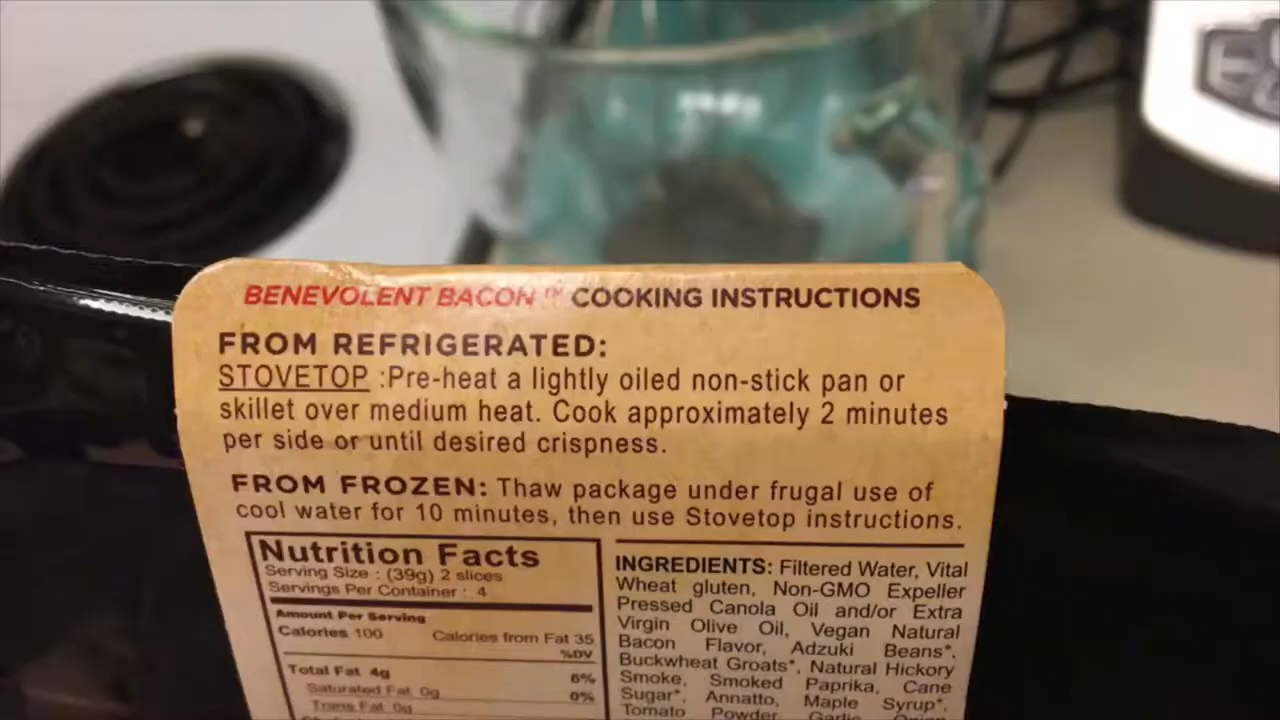 BENEVOLENT BACON ™ COOKING INSTRUCTIONS
FROM REFRIGERATED:
STOVETOP :Pre-heat a lightly oiled non-stick pan or
skillet over medium heat. Cook approximately 2 minutes
per side or until desired crispness.
FROM FROZEN: Thaw package under frugal use of
cool water for 10 minutes, then use Stovetop instructions.
Nutrition Facts
Serving Size : (39g) 2 slices
Servings Per Container : 4
Amount Per Serving
Calories 100 Calories from Fat 35
%DV
Total Fat 4g 6%
Saturated Fat 0g 0%
Trans Fat 0g
INGREDIENTS: Filtered Water, Vital
Wheat gluten, Non-GMO Expeller
Pressed Canola Oil and/or Extra
Virgin Olive Oil, Vegan Natural
Bacon Flavor, Adzuki Beans*,
Buckwheat Groats*, Natural Hickory
Smoke, Smoked Paprika, Cane
Sugar*, Annatto, Maple Syrup*,
Tomato Powder, Garlic, Onion